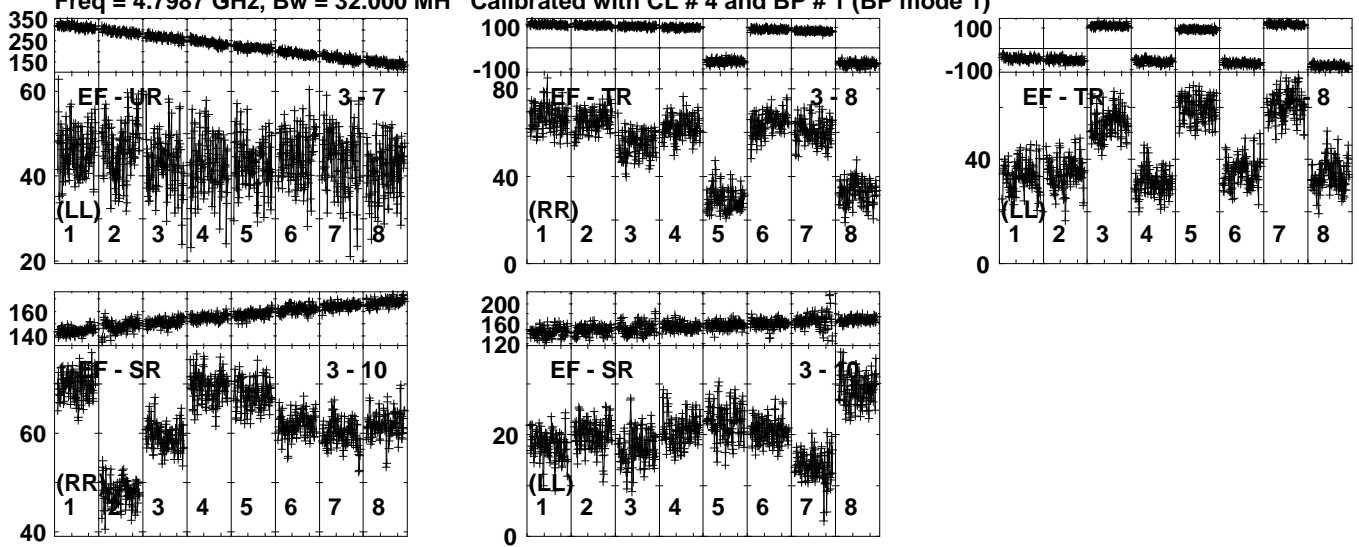 Freq = 4.7987 GHz, Bw = 32.000 MH Calibrated with CL # 4 and BP # 1 (BP mode 1)
350
250
150
60
40
20
EF - UR 3 - 7
(LL)
1 2 3 4 5 6 7 8
100
-100
80
40
0
EF - TR 3 - 8
(RR)
1 2 3 4 5 6 7 8
100
-100
40
0
EF - TR 8
(LL)
1 2 3 4 5 6 7 8
160
140
60
40
EF - SR 3 - 10
(RR)
1 2 3 4 5 6 7 8
200
160
120
20
0
EF - SR 3 - 10
(LL)
1 2 3 4 5 6 7 8